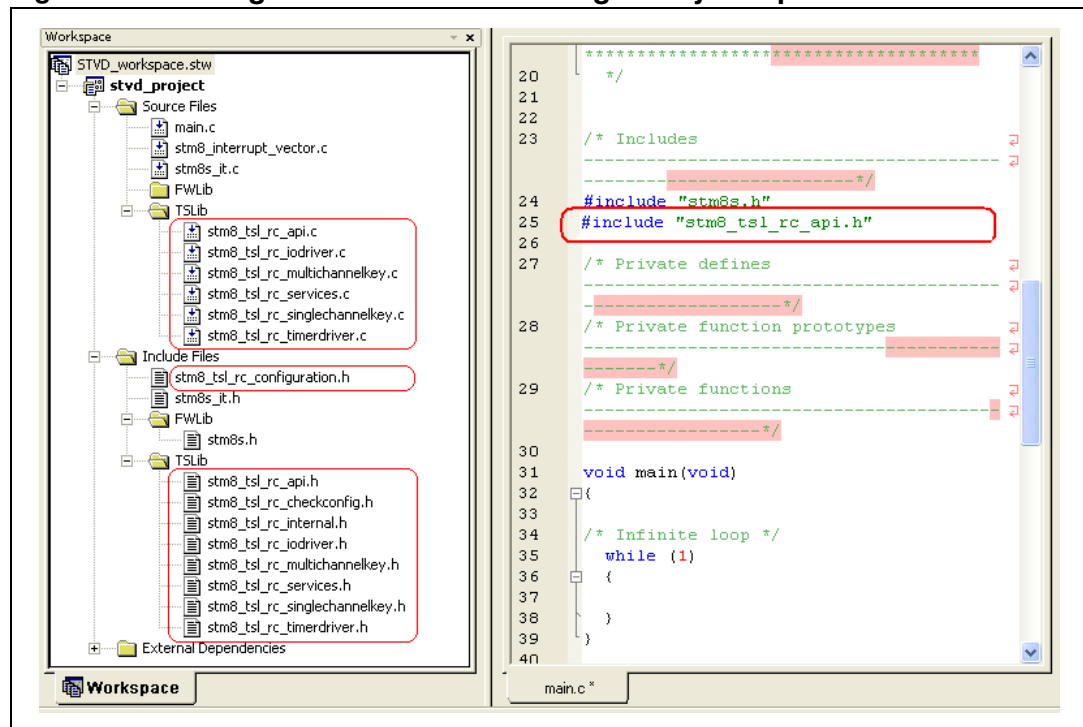 Workspace
STVD_workspace.stw
stvd_project
Source Files
main.c
stm8_interrupt_vector.c
stm8s_it.c
FWLib
TSLib
stm8_tsl_rc_api.c
stm8_tsl_rc_iodriver.c
stm8_tsl_rc_multichannelkey.c
stm8_tsl_rc_services.c
stm8_tsl_rc_singlechannelkey.c
stm8_tsl_rc_timerdriver.c
Include Files
stm8_tsl_rc_configuration.h
stm8s_it.h
FWLib
stm8s.h
TSLib
stm8_tsl_rc_api.h
stm8_tsl_rc_checkconfig.h
stm8_tsl_rc_internal.h
stm8_tsl_rc_iodriver.h
stm8_tsl_rc_multichannelkey.h
stm8_tsl_rc_services.h
stm8_tsl_rc_singlechannelkey.h
stm8_tsl_rc_timerdriver.h
External Dependencies
Workspace
**************************************
20 */
21
22
23 /* Includes
----------------------------------------
--------------------------*/
24 #include "stm8s.h"
25 #include "stm8_tsl_rc_api.h"
26
27 /* Private defines
----------------------------------------
-------------------*/
28 /* Private function prototypes
----------------------------------------
-------*/
29 /* Private functions
----------------------------------------
-----------------*/
30
31 void main(void)
32 {
33
34 /* Infinite loop */
35 while (1)
36 {
37
38 }
39 }
40
main.c *